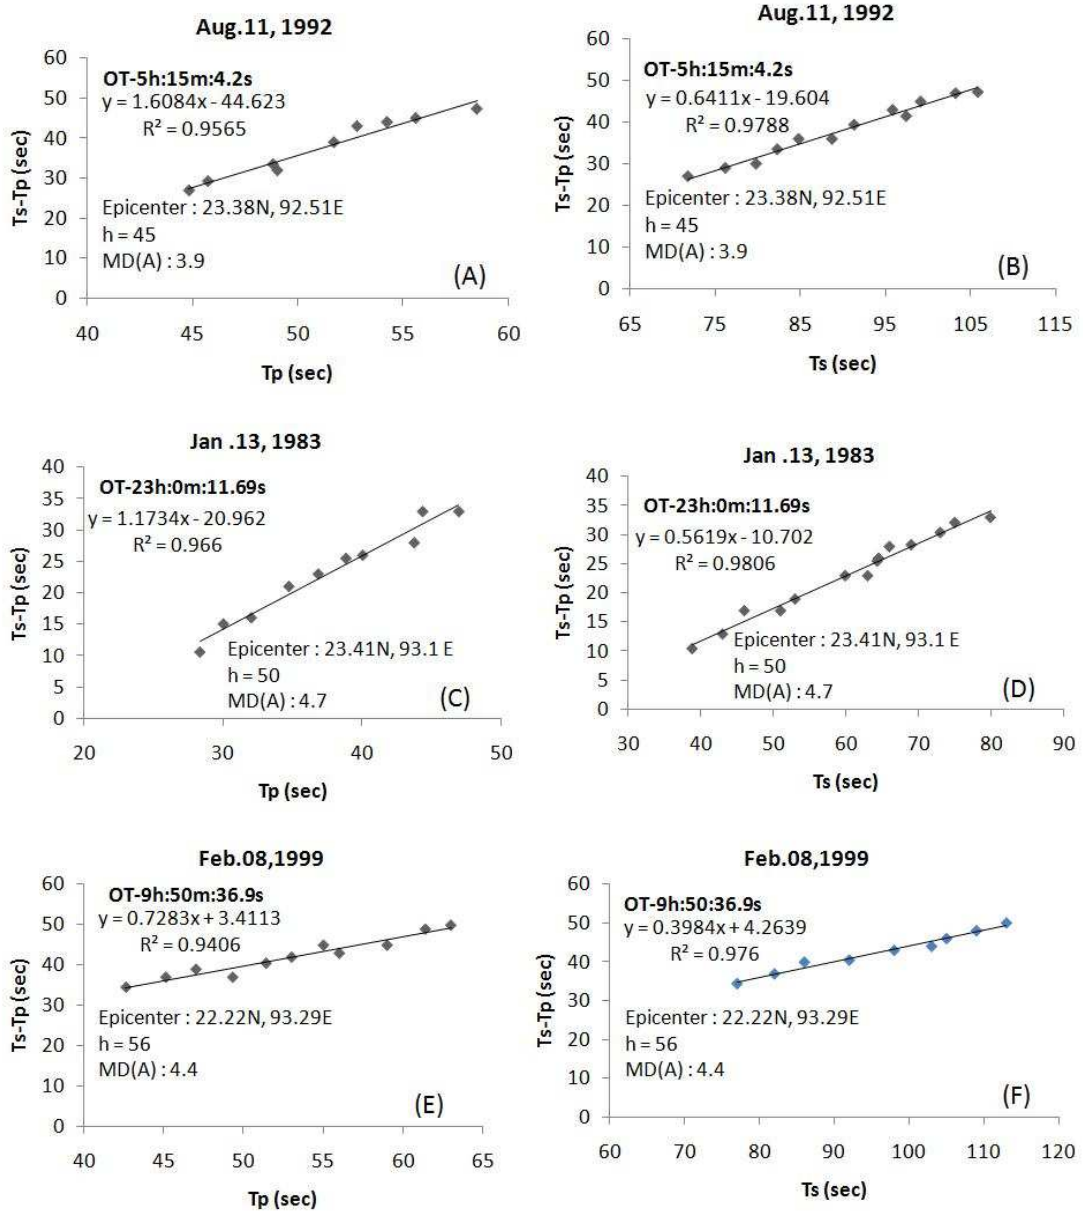 Aug.11, 1992
60
50
40
30
20
10
0
Ts-Tp (sec)
OT-5h:15m:4.2s
y = 1.6084x - 44.623
R² = 0.9565
Epicenter : 23.38N, 92.51E
h = 45
MD(A) : 3.9
(A)
40 45 50 55 60
Tp (sec)
Aug.11, 1992
60
50
40
30
20
10
0
Ts-Tp (sec)
OT-5h:15m:4.2s
y = 0.6411x - 19.604
R² = 0.9788
Epicenter : 23.38N, 92.51E
h = 45
MD(A) : 3.9
(B)
65 75 85 95 105 115
Ts (sec)
Jan .13, 1983
40
35
30
25
20
15
10
5
0
Ts-Tp (sec)
OT-23h:0m:11.69s
y = 1.1734x - 20.962
R² = 0.966
Epicenter : 23.41N, 93.1 E
h = 50
MD(A) : 4.7
(C)
20 30 40 50
Tp (sec)
Jan .13, 1983
40
35
30
25
20
15
10
5
0
Ts-Tp (sec)
OT-23h:0m:11.69s
y = 0.5619x - 10.702
R² = 0.9806
Epicenter : 23.41N, 93.1 E
h = 50
MD(A) : 4.7
(D)
30 40 50 60 70 80 90
Ts (sec)
Feb.08,1999
60
50
40
30
20
10
0
Ts-Tp (sec)
OT-9h:50m:36.9s
y = 0.7283x + 3.4113
R² = 0.9406
Epicenter : 22.22N, 93.29E
h = 56
MD(A) : 4.4
(E)
40 45 50 55 60 65
Tp (sec)
Feb.08,1999
60
50
40
30
20
10
0
Ts-Tp (sec)
OT-9h:50:36.9s
y = 0.3984x + 4.2639
R² = 0.976
Epicenter : 22.22N, 93.29E
h = 56
MD(A) : 4.4
(F)
60 70 80 90 100 110 120
Ts (sec)